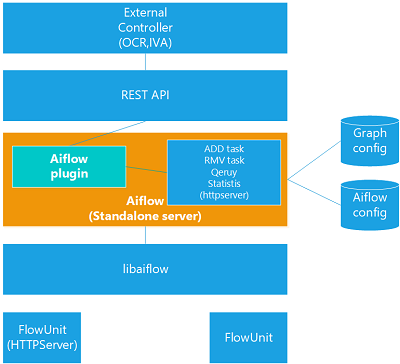 External
Controller
(OCR,IVA)
REST API
Aiflow
plugin
ADD task
RMV task
Qeruy
Statistis
(httpserver)
Aiflow
(Standalone server)
Graph
config
Aiflow
config
libaiflow
FlowUnit
(HTTPServer)
FlowUnit